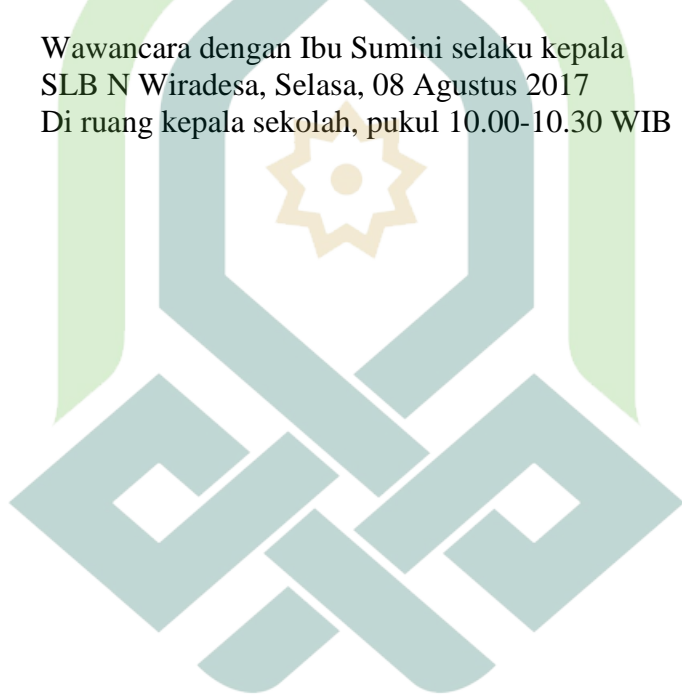 Wawancara dengan Ibu Sumini selaku kepala
SLB N Wiradesa, Selasa, 08 Agustus 2017
Di ruang kepala sekolah, pukul 10.00-10.30 WIB